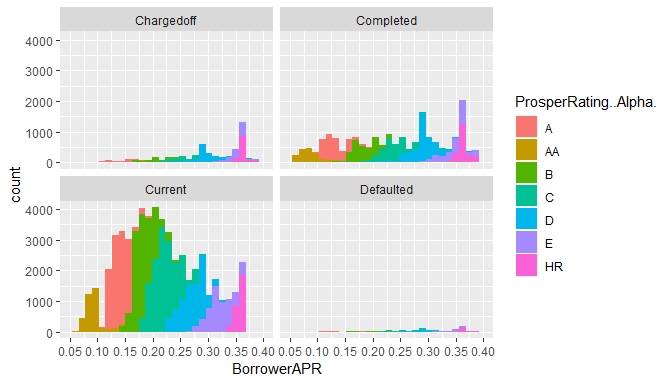 Chargedoff
Completed
4000
3000
2000
1000
0
Current
Defaulted
4000
3000
2000
1000
0
0.05 0.10 0.15 0.20 0.25 0.30 0.35 0.40
0.05 0.10 0.15 0.20 0.25 0.30 0.35 0.40
BorrowerAPR
count
ProsperRating..Alpha.
A
AA
B
C
D
E
HR